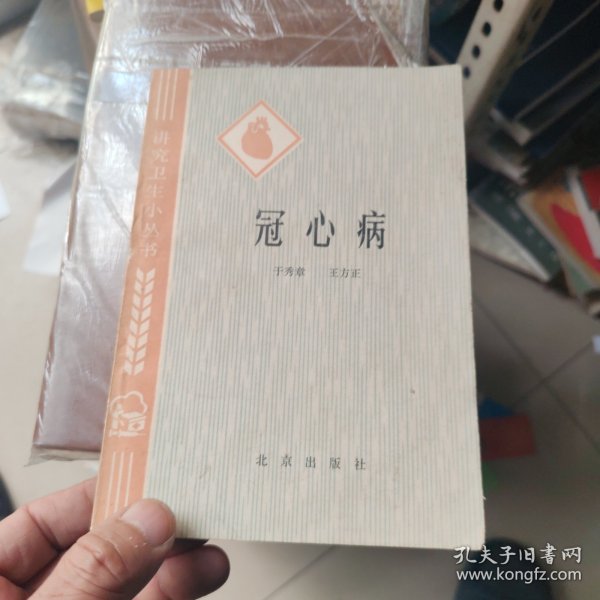 讲究卫生小丛书
冠心病
于秀章 王方正
北京出版社
孔夫子旧书网
www.kongfz.com